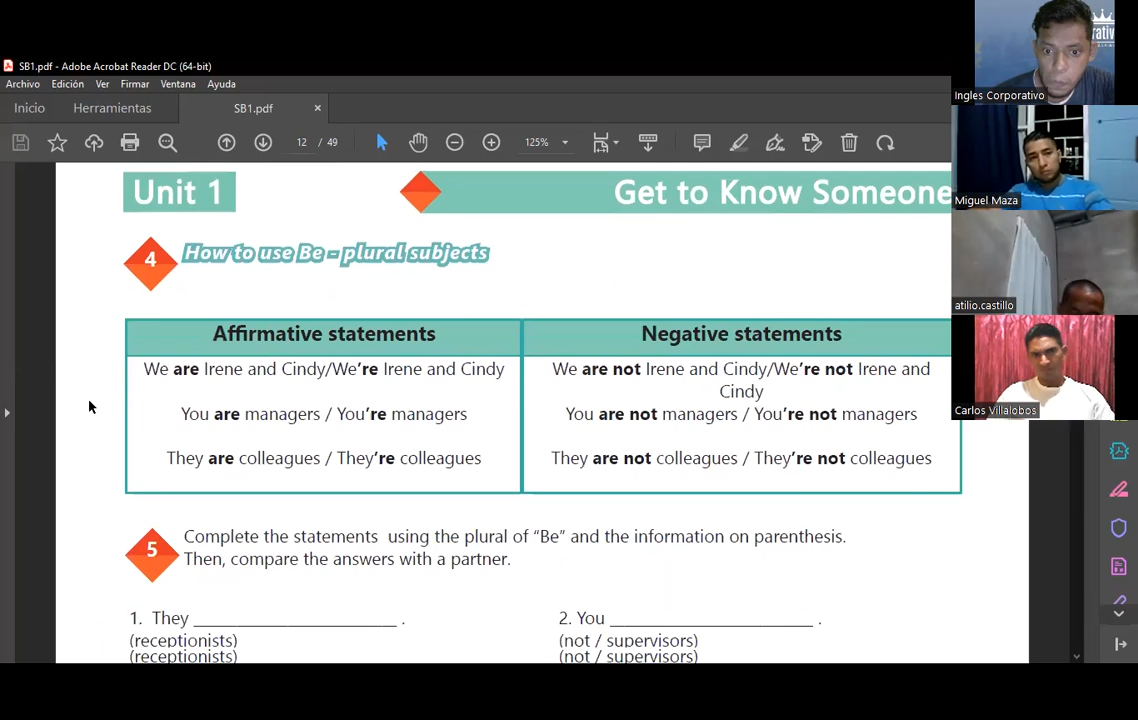 SB1.pdf - Adobe Acrobat Reader DC (64-bit)
Archivo Edición Ver Firmar Ventana Ayuda
Inicio Herramientas SB1.pdf ×
12 / 49 125%
Unit 1 Get to Know Someone
4 How to use Be - plural subjects
Affirmative statements Negative statements
We are Irene and Cindy/We're Irene and Cindy We are not Irene and Cindy/We're not Irene and
Cindy
You are managers / You're managers You are not managers / You're not managers
They are colleagues / They're colleagues They are not colleagues / They're not colleagues
5 Complete the statements using the plural of “Be” and the information on parenthesis.
Then, compare the answers with a partner.
1. They ______________________ . 2. You ______________________ .
(receptionists) (not / supervisors)
(receptionists) (not / supervisors)
Ingles Corporativo
Miguel Maza
atilio.castillo
Carlos Villalobos